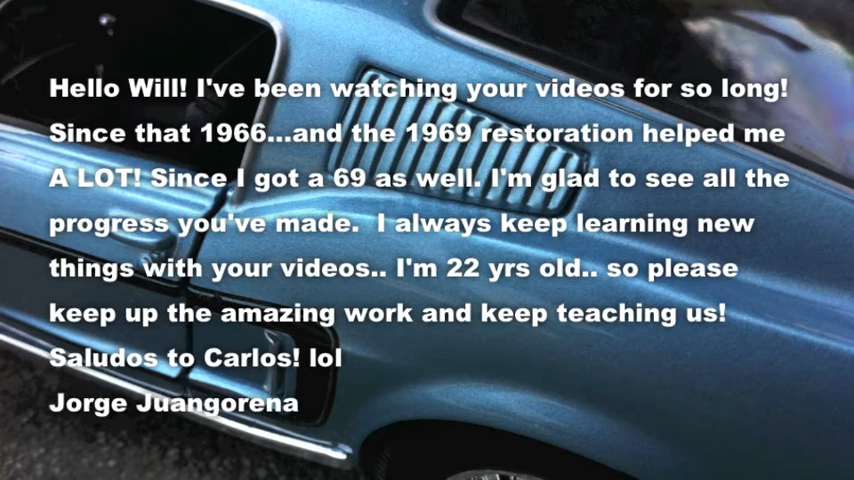 Hello Will! I've been watching your videos for so long!
Since that 1966...and the 1969 restoration helped me
A LOT! Since I got a 69 as well. I'm glad to see all the
progress you've made.  I always keep learning new
things with your videos.. I'm 22 yrs old.. so please
keep up the amazing work and keep teaching us!
Saludos to Carlos! lol
Jorge Juangorena